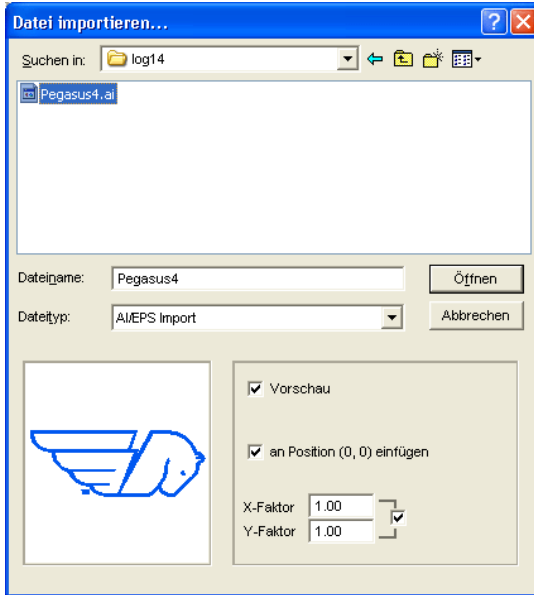 Datei importieren...
Suchen in: log14
Pegasus4.ai
Dateiname: Pegasus4 Öffnen
Dateityp: AI/EPS Import Abbrechen
Vorschau
an Position (0, 0) einfügen
X-Faktor 1.00
Y-Faktor 1.00